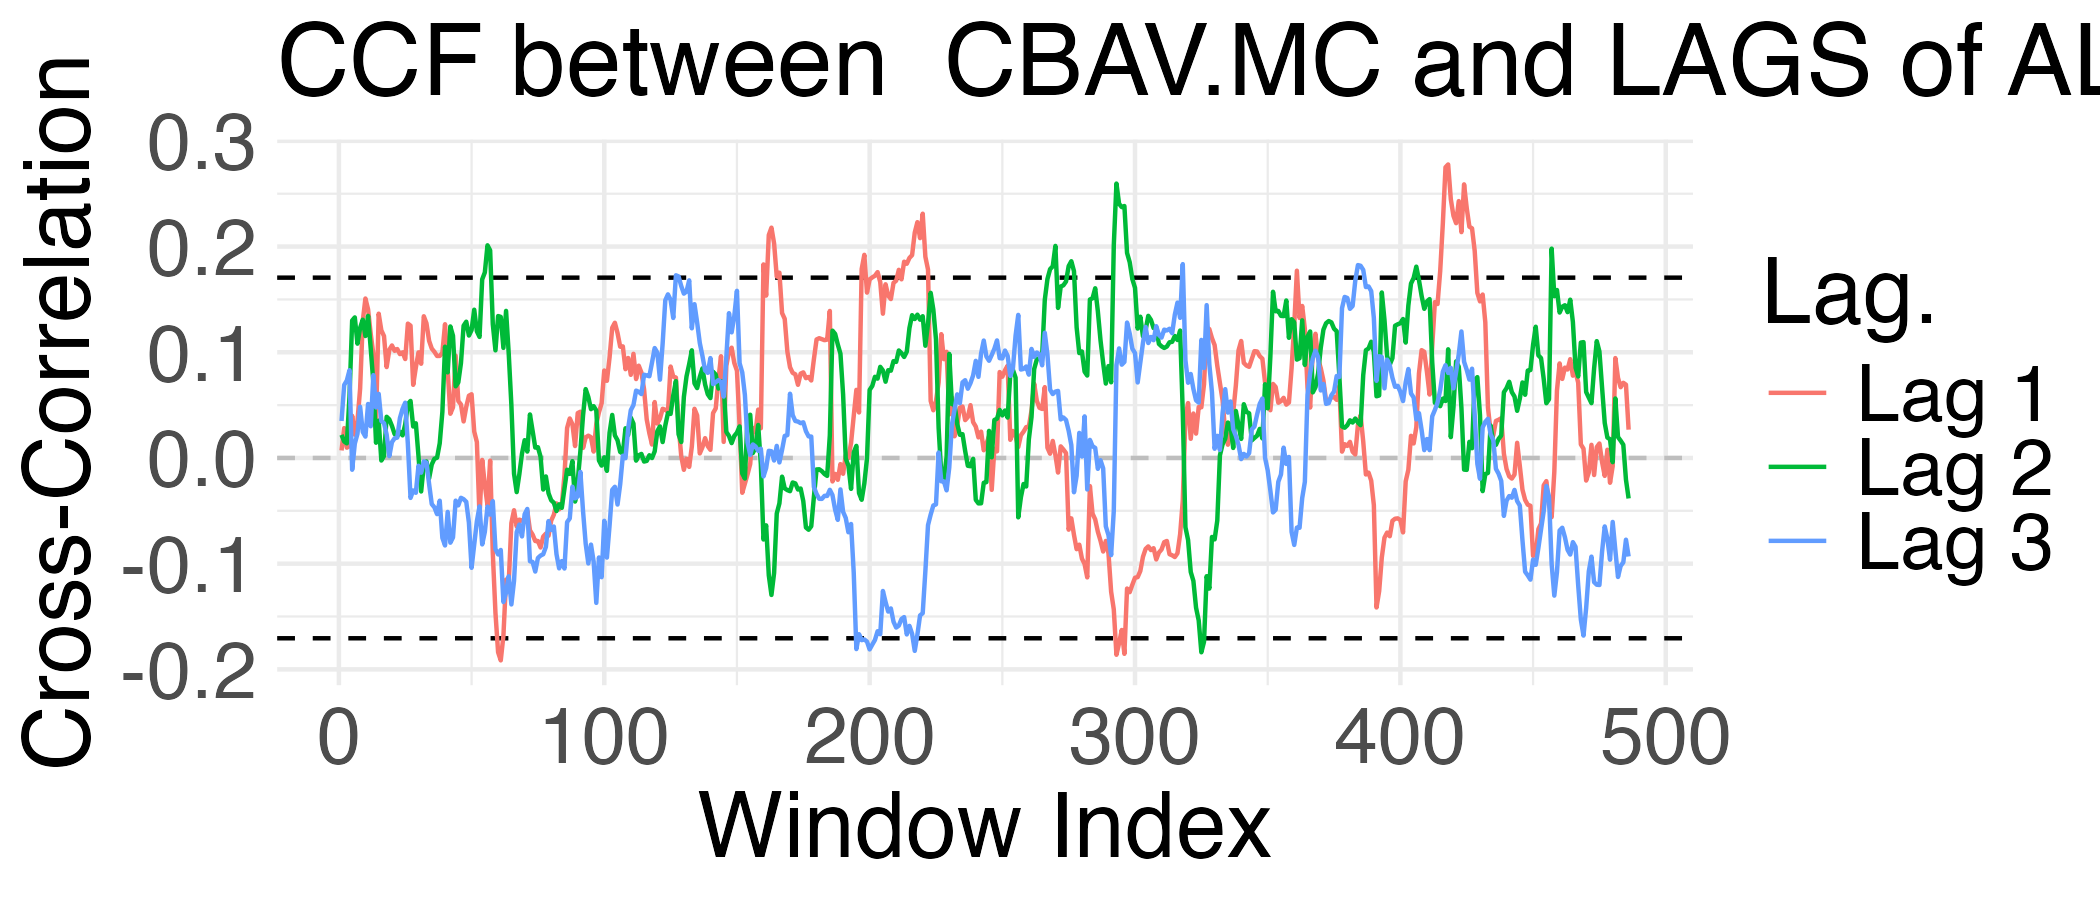 CCF between  CBAV.MC and LAGS of AL
Cross-Correlation
0.3
0.2
0.1
0.0
-0.1
-0.2
0
100
200
300
400
500
Window Index
Lag.
Lag 1
Lag 2
Lag 3